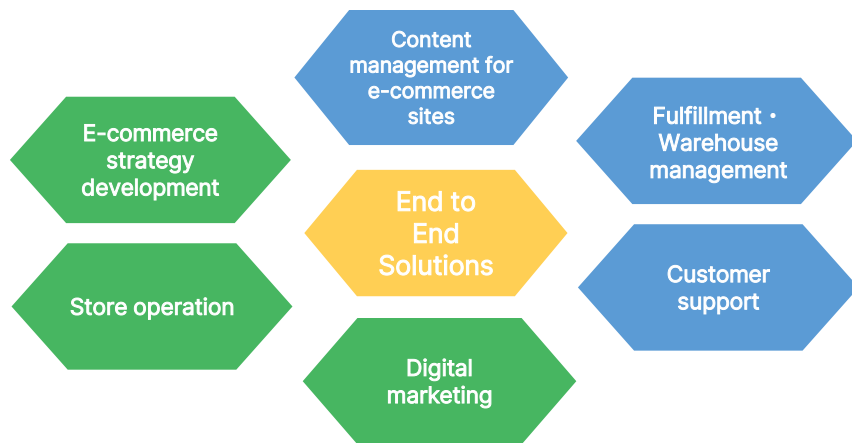 Content
management for
e-commerce
sites
E-commerce
strategy
development
Fulfillment・
Warehouse
management
End to
End
Solutions
Store operation
Customer
support
Digital
marketing